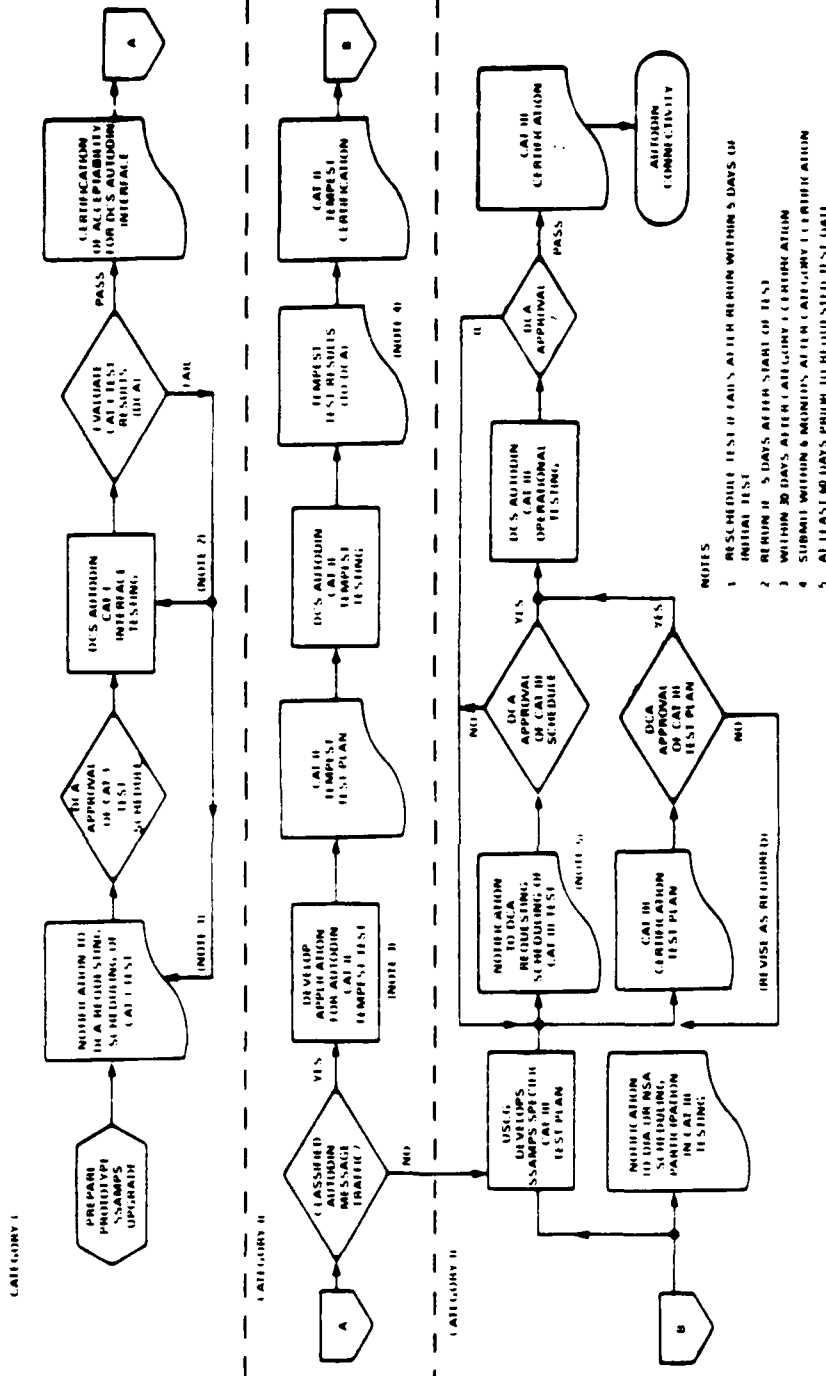 CATEGORY I
PREPARE
PROTOTYPE
SSAMPS
UPGRADE
NOTIFICATION TO
DCA REQUESTING
SCHEDULING OF
CAT I TEST
(NOTE 1)
DCA
APPROVAL
OF CAT I
TEST
SCHEDULE
DCS AUTODIN
CAT I
INTERFACE
TESTING
(NOTE 2)
EVALUATE
CAT I TEST
RESULTS
(DCA)
FAIL
PASS
CERTIFICATION
OF ACCEPTABILITY
FOR DCS AUTODIN
INTERFACE
A
CATEGORY II
A
CLASSIFIED
AUTODIN
MESSAGE
TRAFFIC?
YES
NO
DEVELOP
APPLICATION
FOR AUTODIN
CAT II
TEMPEST TEST
CAT II
TEMPEST
TEST PLAN
DCS AUTODIN
CAT II
TEMPEST
TESTING
TEMPEST
TEST RESULTS
(TO DCA)
(NOTE 4)
CAT II
TEMPEST
CERTIFICATION
B
B
USCG
DEVELOPS
SSAMPS SPECIFIC
CAT III
TEST PLAN
NOTIFICATION
TO DIA OR NSA
SCHEDULING
PARTICIPATION
IN CAT III
TESTING
NOTIFICATION
TO DCA
REQUESTING
SCHEDULING OF
CAT III TEST
(NOTE 5)
CAT III
CERTIFICATION
TEST PLAN
(REVISE AS REQUIRED)
DCA
APPROVAL
OF CAT III
SCHEDULE
NO
YES
DCA
APPROVAL
OF CAT III
TEST PLAN
YES
NO
DCS AUTODIN
CAT III
OPERATIONAL
TESTING
DCA
APPROVAL
?
PASS
CAT III
CERTIFICATION
AUTODIN
CONNECTIVITY
NOTES
1 RESCHEDULE TEST IF FAILS AFTER RERUN WITHIN 5 DAYS OF
INITIAL TEST
2 RERUN IF 5 DAYS AFTER START OF TEST
3 WITHIN 30 DAYS AFTER CATEGORY I CERTIFICATION
4 SUBMIT WITHIN 6 MONTHS AFTER CATEGORY I CERTIFICATION
5 AT LEAST 60 DAYS PRIOR TO REQUESTED TEST DATE